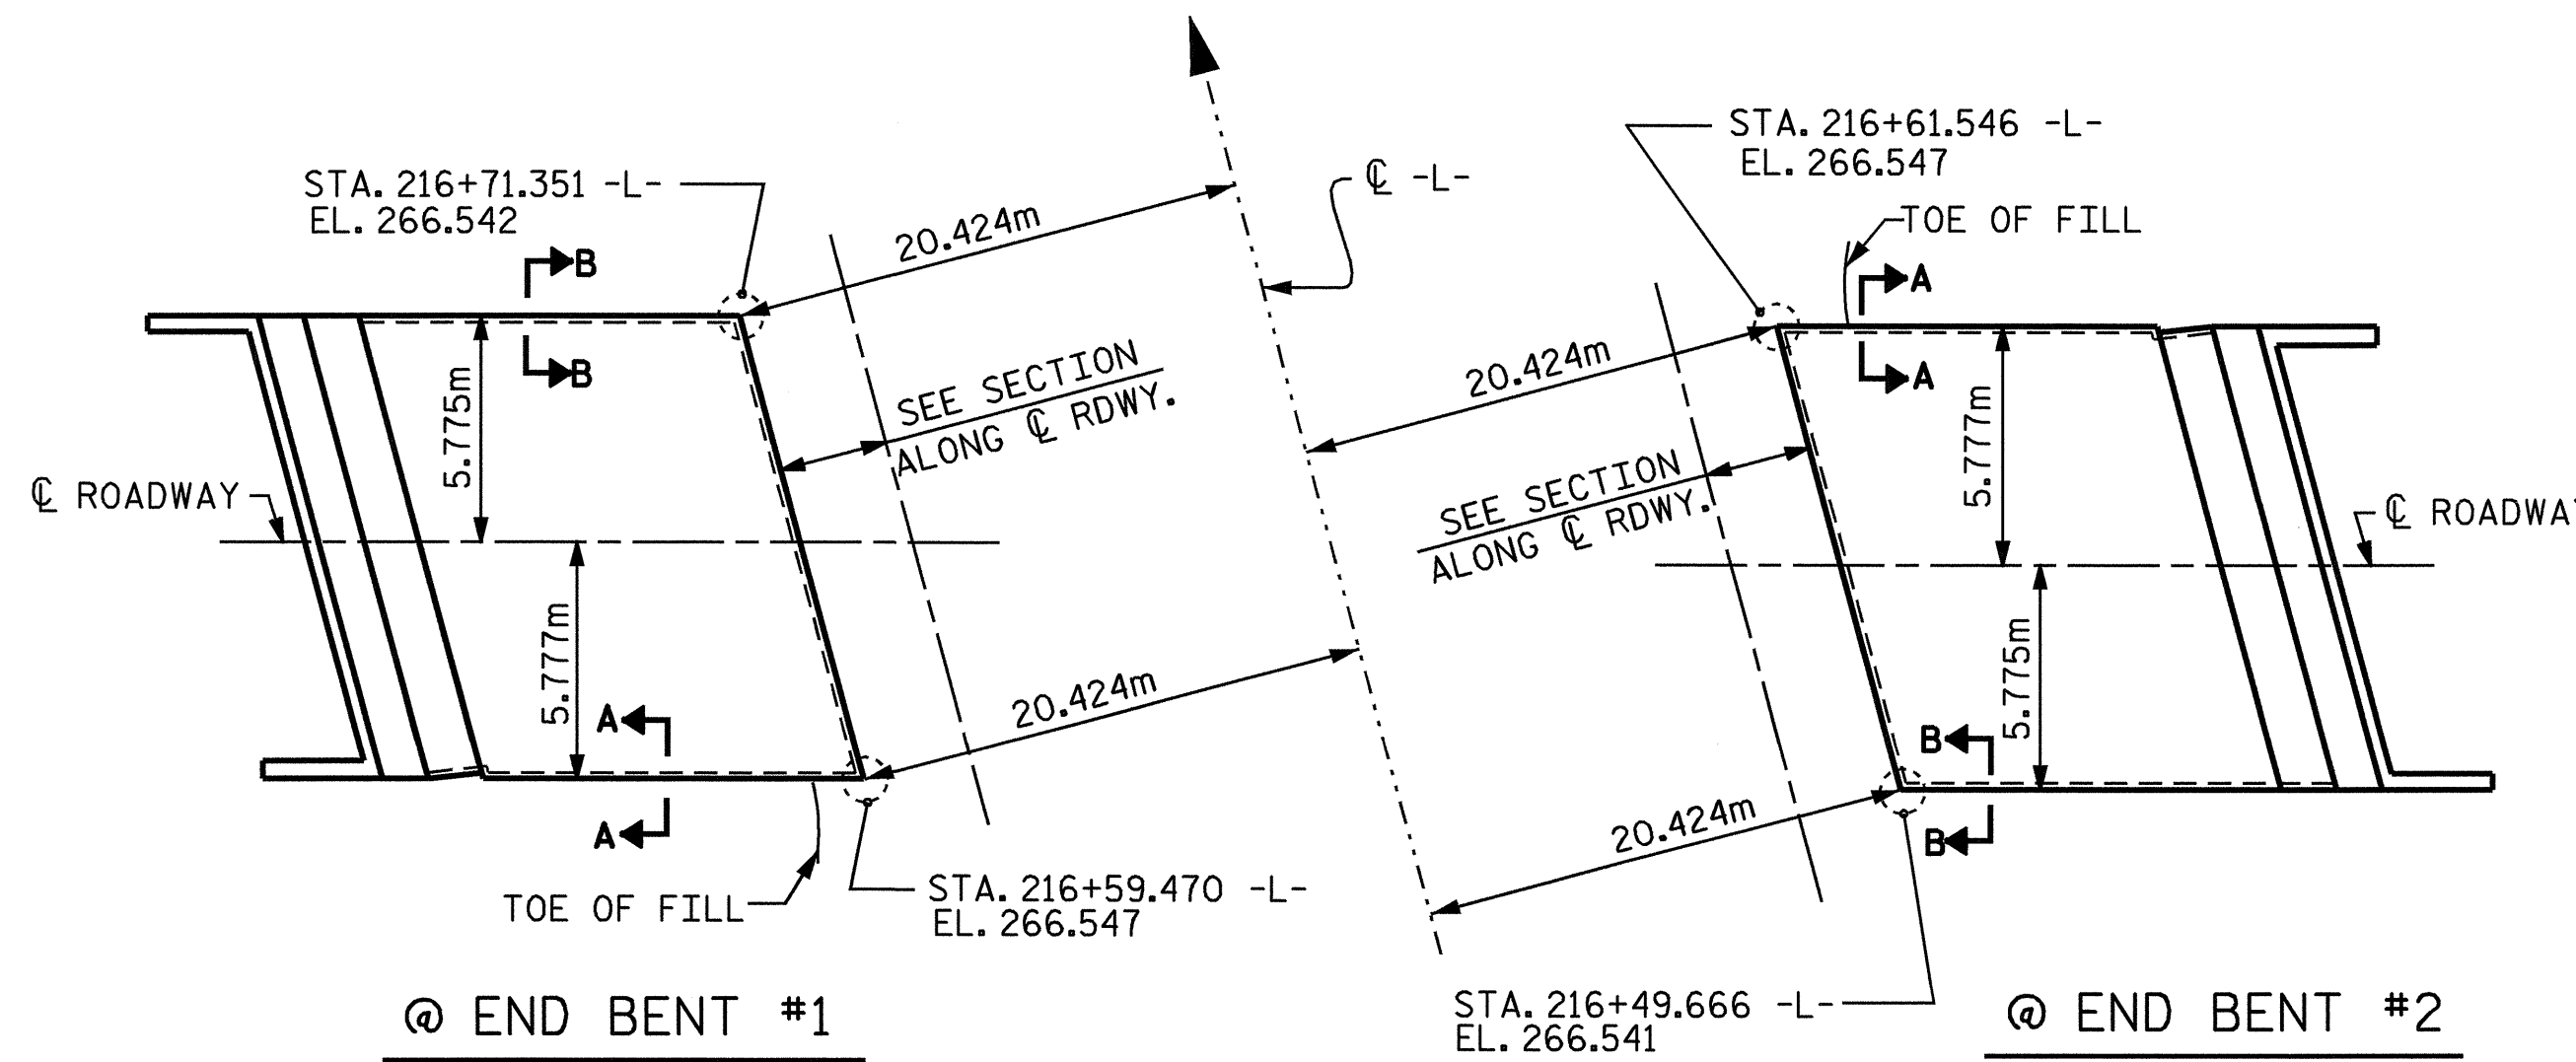 STA. 216+71.351 -L-
EL. 266.542
B
B
20.424m
℄ -L-
STA. 216+61.546 -L-
EL. 266.547
TOE OF FILL
A
A
5.775m
SEE SECTION
ALONG ℄ RDWY.
20.424m
5.777m
℄ ROADWAY
SEE SECTION
ALONG ℄ RDWY.
℄ ROADWAY
5.777m
A
A
20.424m
5.775m
B
B
20.424m
TOE OF FILL
STA. 216+59.470 -L-
EL. 266.547
STA. 216+49.666 -L-
EL. 266.541
@ END BENT #1
@ END BENT #2